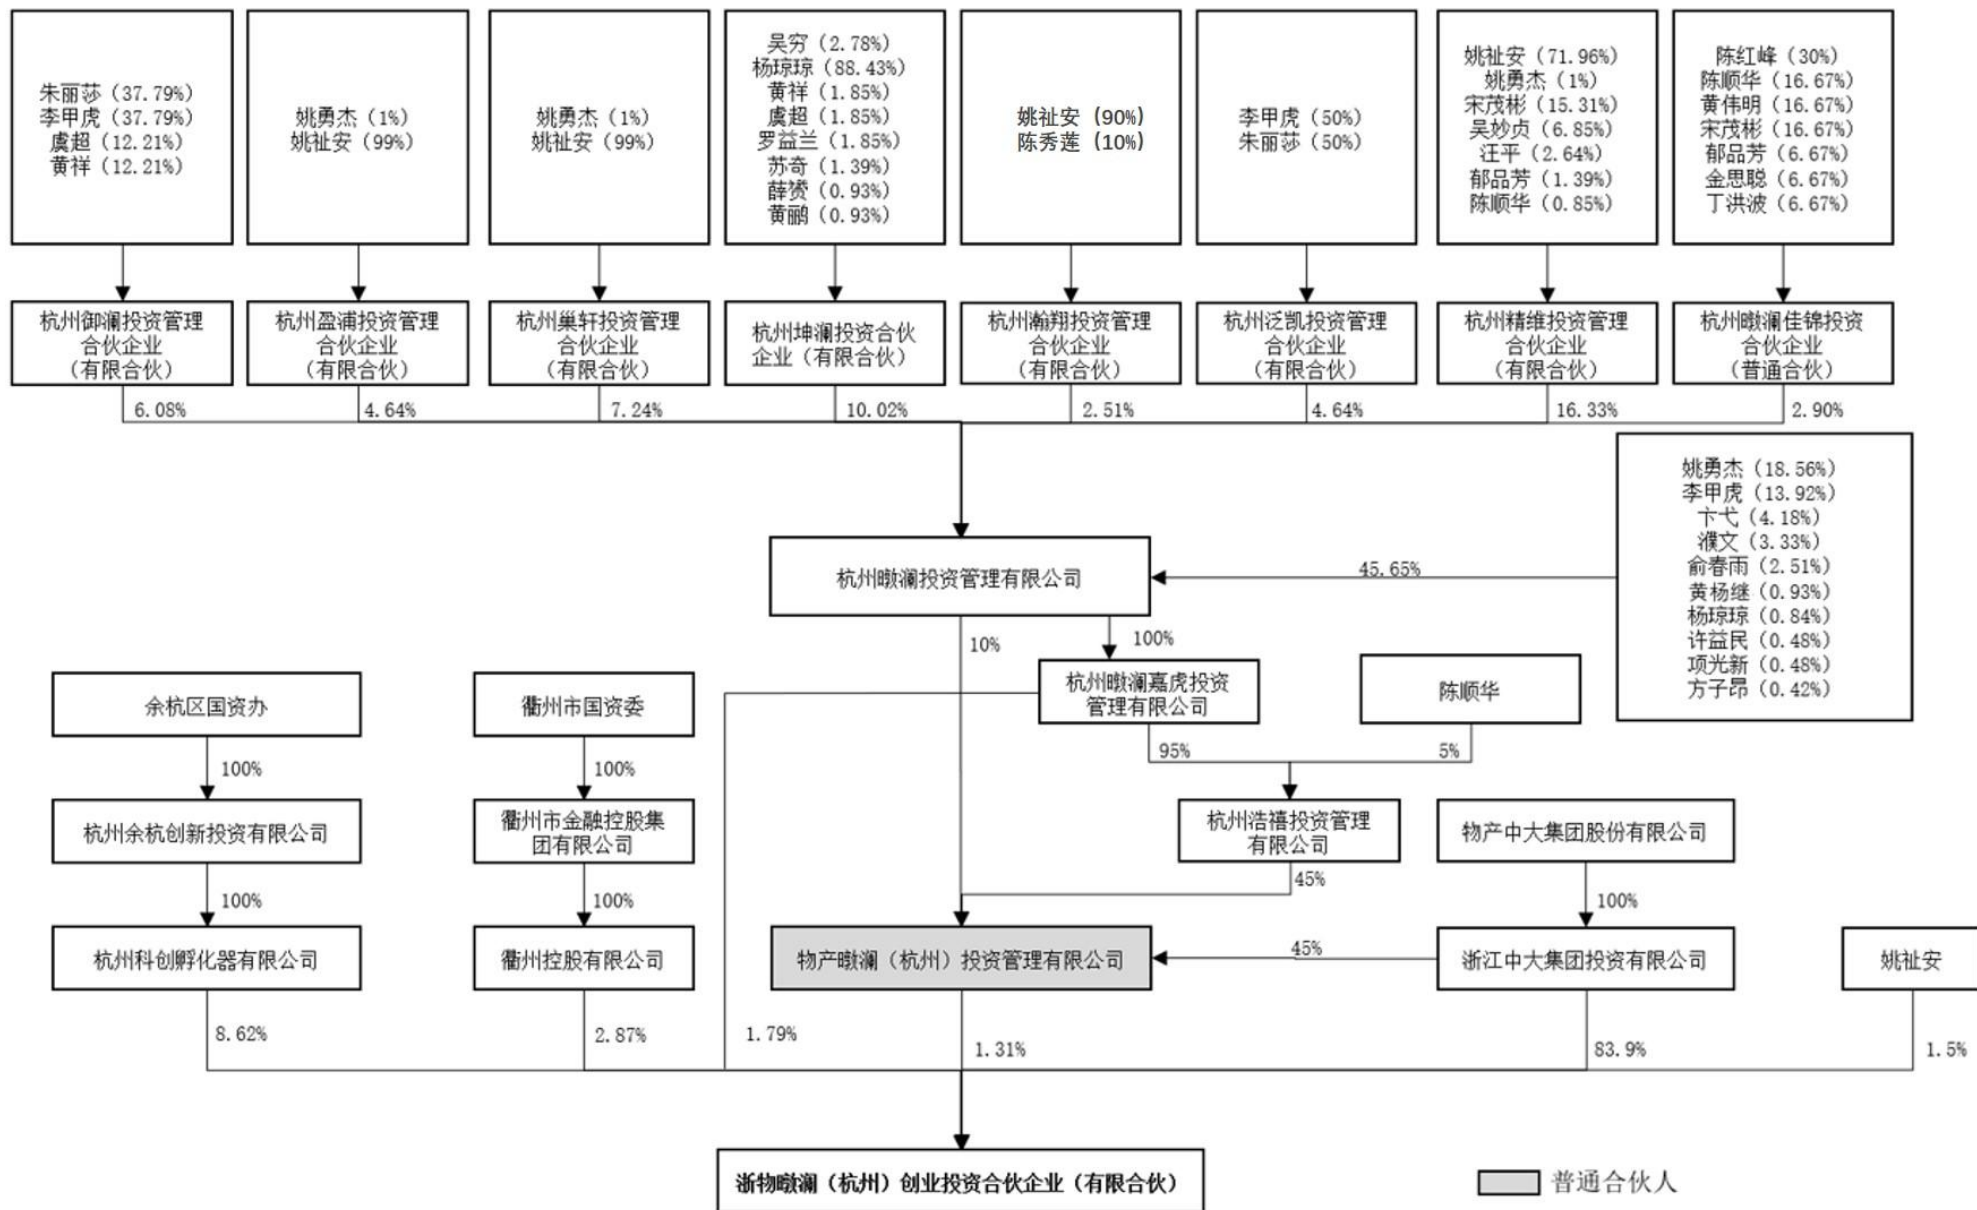 朱丽莎（37.79%）
李甲虎（37.79%）
虞超（12.21%）
黄祥（12.21%）
姚勇杰（1%）
姚祉安（99%）
姚勇杰（1%）
姚祉安（99%）
吴穷（2.78%）
杨琼琼（88.43%）
黄祥（1.85%）
虞超（1.85%）
罗益兰（1.85%）
苏奇（1.39%）
薛赟（0.93%）
黄鹂（0.93%）
姚祉安（90%）
陈秀莲（10%）
李甲虎（50%）
朱丽莎（50%）
姚祉安（71.96%）
姚勇杰（1%）
宋茂彬（15.31%）
吴妙贞（6.85%）
汪平（2.64%）
郁品芳（1.39%）
陈顺华（0.85%）
陈红峰（30%）
陈顺华（16.67%）
黄伟明（16.67%）
宋茂彬（16.67%）
郁品芳（6.67%）
金思聪（6.67%）
丁洪波（6.67%）
杭州御澜投资管理
合伙企业
（有限合伙）
杭州盈浦投资管理
合伙企业
（有限合伙）
杭州巢轩投资管理
合伙企业
（有限合伙）
杭州坤澜投资合伙
企业（有限合伙）
杭州瀚翔投资管理
合伙企业
（有限合伙）
杭州泛凯投资管理
合伙企业
（有限合伙）
杭州精维投资管理
合伙企业
（有限合伙）
杭州暾澜佳锦投资
合伙企业
（普通合伙）
6.08%
4.64%
7.24%
10.02%
2.51%
4.64%
16.33%
2.90%
姚勇杰（18.56%）
李甲虎（13.92%）
卞弋（4.18%）
濮文（3.33%）
俞春雨（2.51%）
黄杨继（0.93%）
杨琼琼（0.84%）
许益民（0.48%）
项光新（0.48%）
方子昂（0.42%）
杭州暾澜投资管理有限公司
45.65%
10%
100%
余杭区国资办
衢州市国资委
杭州暾澜嘉虎投资
管理有限公司
陈顺华
100%
100%
95%
5%
杭州余杭创新投资有限公司
衢州市金融控股集
团有限公司
杭州浩禧投资管理
有限公司
物产中大集团股份有限公司
100%
100%
45%
100%
杭州科创孵化器有限公司
衢州控股有限公司
物产暾澜（杭州）投资管理有限公司
45%
浙江中大集团投资有限公司
姚祉安
8.62%
2.87%
1.79%
1.31%
83.9%
1.5%
浙物暾澜（杭州）创业投资合伙企业（有限合伙）
普通合伙人